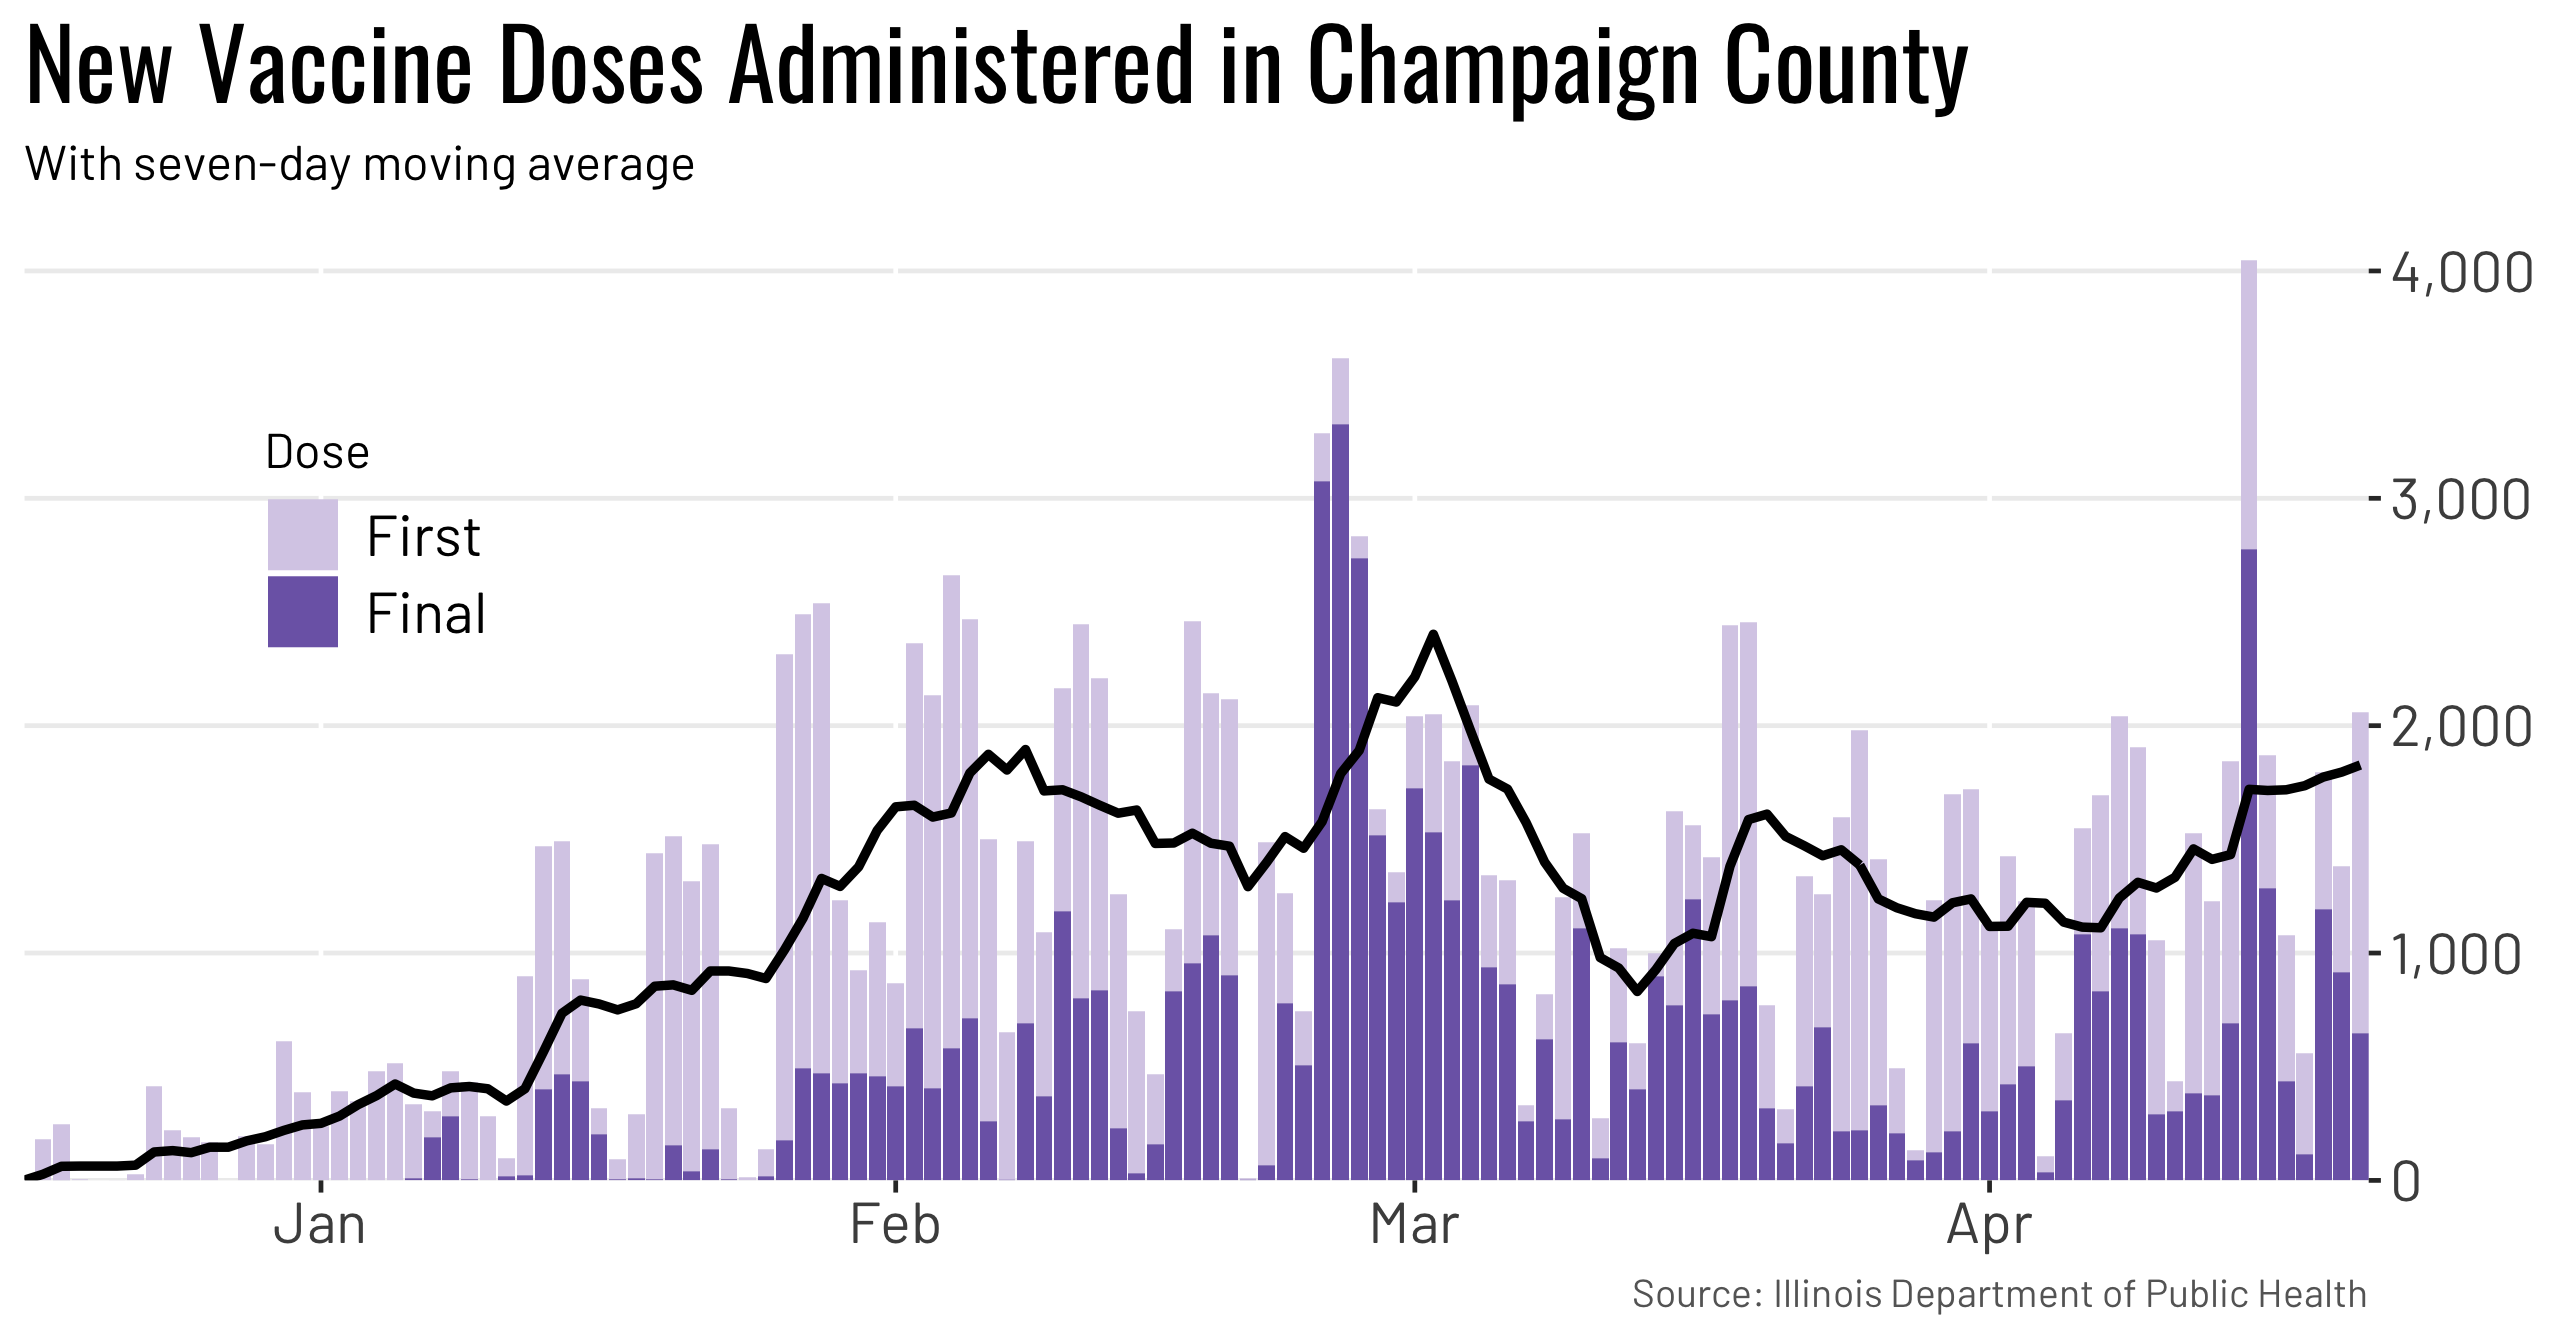 New Vaccine Doses Administered in Champaign County
With seven-day moving average
4,000
3,000
2,000
1,000
0
Dose
First
Final
Jan Feb Mar Apr
Source: Illinois Department of Public Health